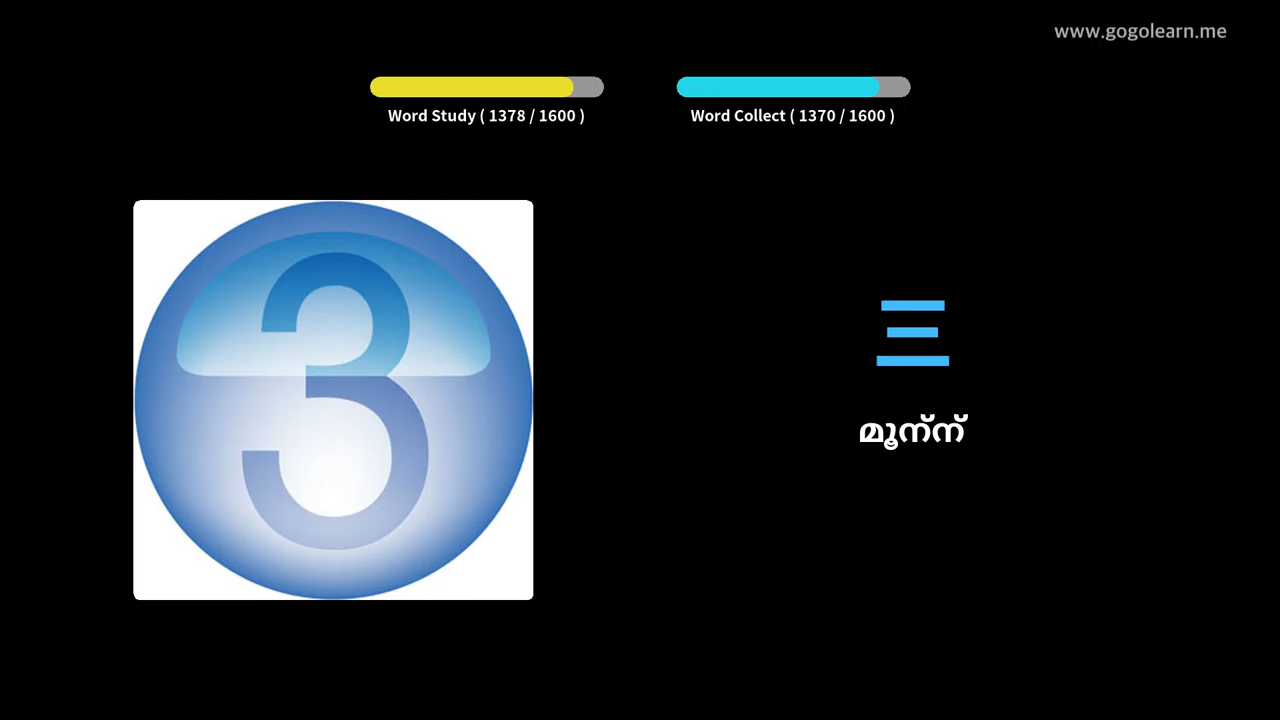 www.gogolearn.me
Word Study ( 1378 / 1600 )
Word Collect ( 1370 / 1600 )
3
三
മൂന്ന്